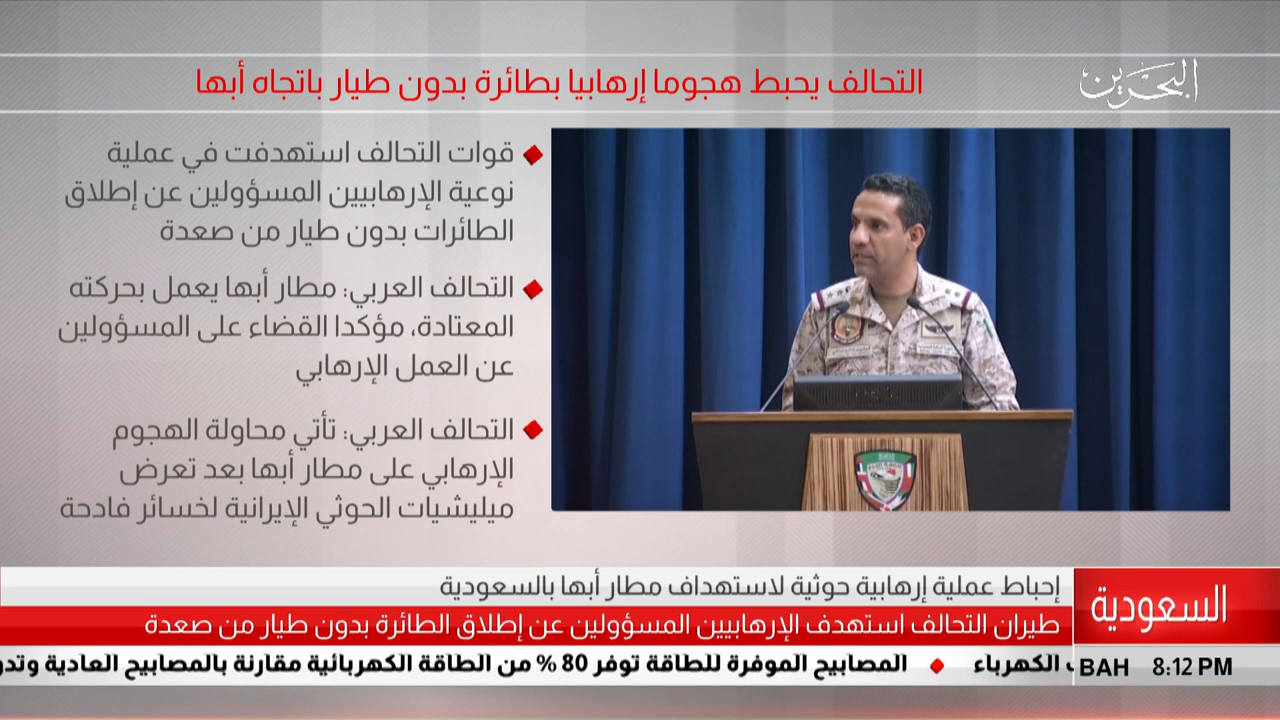 البحرين
التحالف يحبط هجوما إرهابيا بطائرة بدون طيار باتجاه أبها
قوات التحالف استهدفت في عملية
نوعية الإرهابيين المسؤولين عن إطلاق
الطائرات بدون طيار من صعدة
التحالف العربي: مطار أبها يعمل بحركته
المعتادة، مؤكدا القضاء على المسؤولين
عن العمل الإرهابي
التحالف العربي: تأتي محاولة الهجوم
الإرهابي على مطار أبها بعد تعرض
ميليشيات الحوثي الإيرانية لخسائر فادحة
السعودية
إحباط عملية إرهابية حوثية لاستهداف مطار أبها بالسعودية
طيران التحالف استهدف الإرهابيين المسؤولين عن إطلاق الطائرة بدون طيار من صعدة
BAH 8:12 PM
الكهرباء ♦ المصابيح الموفرة للطاقة توفر 80 % من الطاقة الكهربائية مقارنة بالمصابيح العادية